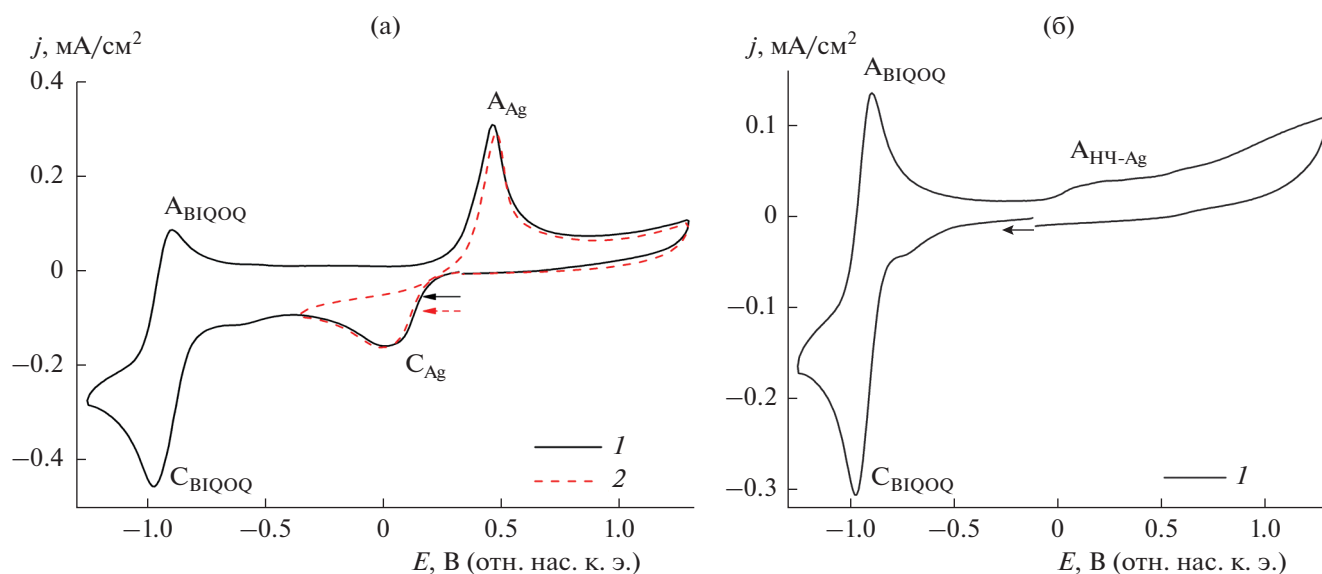 (а)
j, мА/см²
0.4
0.2
0
−0.2
−0.4
A_BIQOQ
A_Ag
C_Ag
C_BIQOQ
1
2
−1.0 −0.5 0 0.5 1.0
E, В (отн. нас. к. э.)
(б)
j, мА/см²
0.1
0
−0.1
−0.2
−0.3
A_BIQOQ
A_НЧ-Ag
C_BIQOQ
1
−1.0 −0.5 0 0.5 1.0
E, В (отн. нас. к. э.)